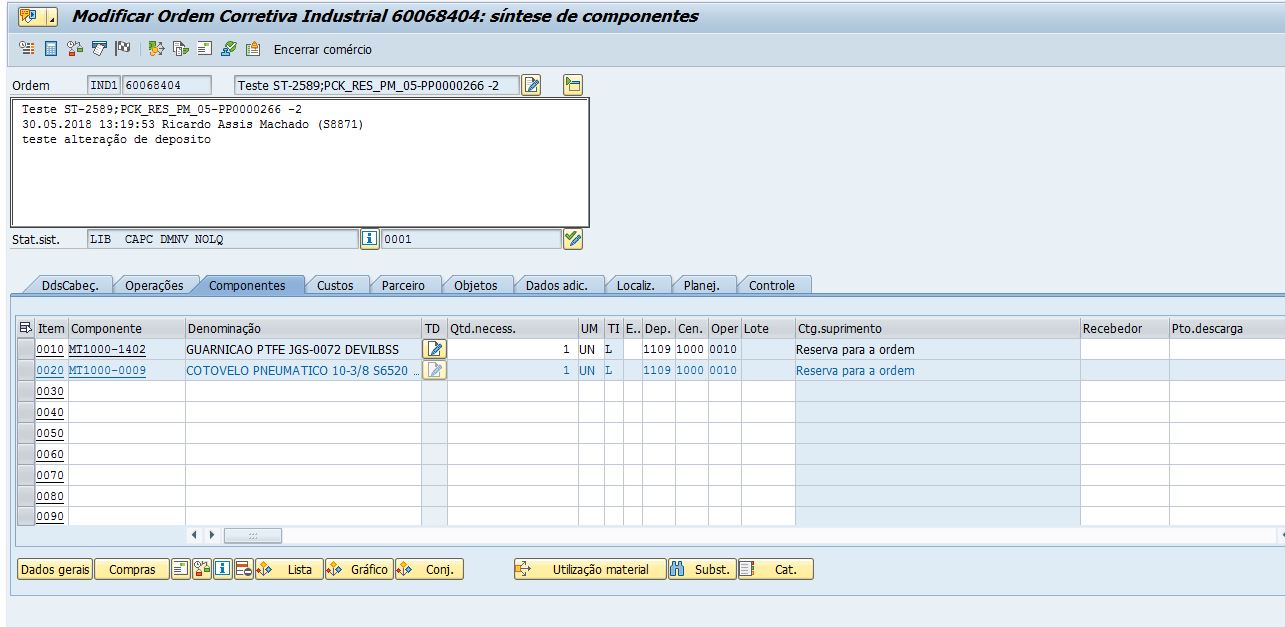 Modificar Ordem Corretiva Industrial 60068404: síntese de componentes
Encerrar comércio
Ordem IND1 60068404 Teste ST-2589;PCK_RES_PM_05-PP0000266 -2
Teste ST-2589;PCK_RES_PM_05-PP0000266 -2
30.05.2018 13:19:53 Ricardo Assis Machado (S8871)
teste alteração de deposito
Stat.sist. LIB CAPC DMNV NOLQ 0001
DdsCabeç. Operações Componentes Custos Parceiro Objetos Dados adic. Localiz. Planej. Controle
Item Componente Denominação TD Qtd.necess. UM TI E.. Dep. Cen. Oper Lote Ctg.suprimento Recebedor Pto.descarga
0010 MT1000-1402 GUARNICAO PTFE JGS-0072 DEVILBSS 1 UN L 1109 1000 0010 Reserva para a ordem
0020 MT1000-0009 COTOVELO PNEUMATICO 10-3/8 S6520 ... 1 UN L 1109 1000 0010 Reserva para a ordem
0030
0040
0050
0060
0070
0080
0090
Dados gerais Compras Lista Gráfico Conj. Utilização material Subst. Cat.